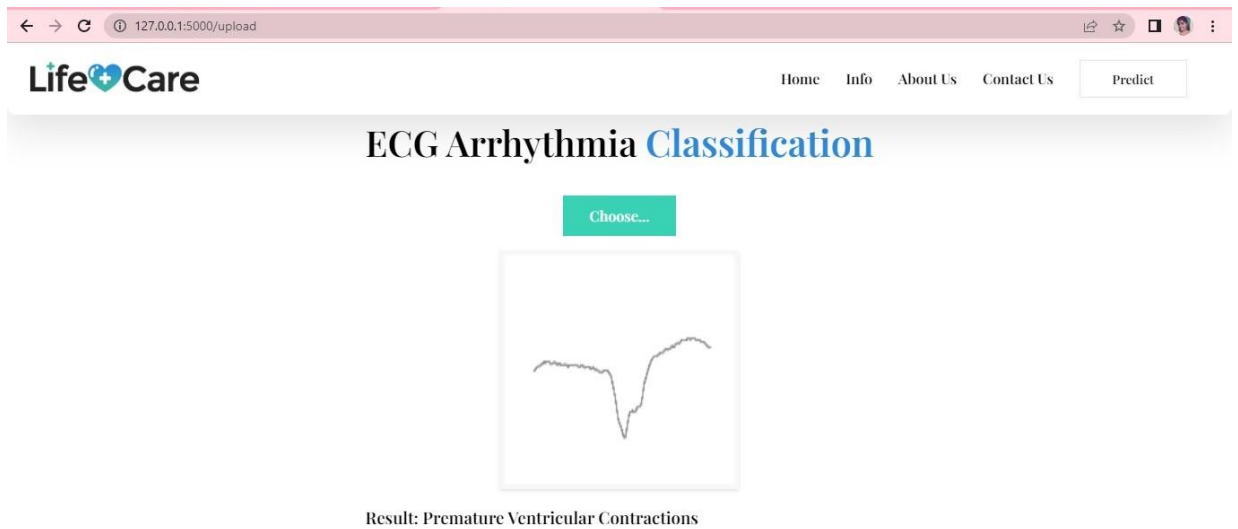 127.0.0.1:5000/upload
Life Care
Home Info About Us Contact Us Predict
ECG Arrhythmia Classification
Choose...
Result: Premature Ventricular Contractions